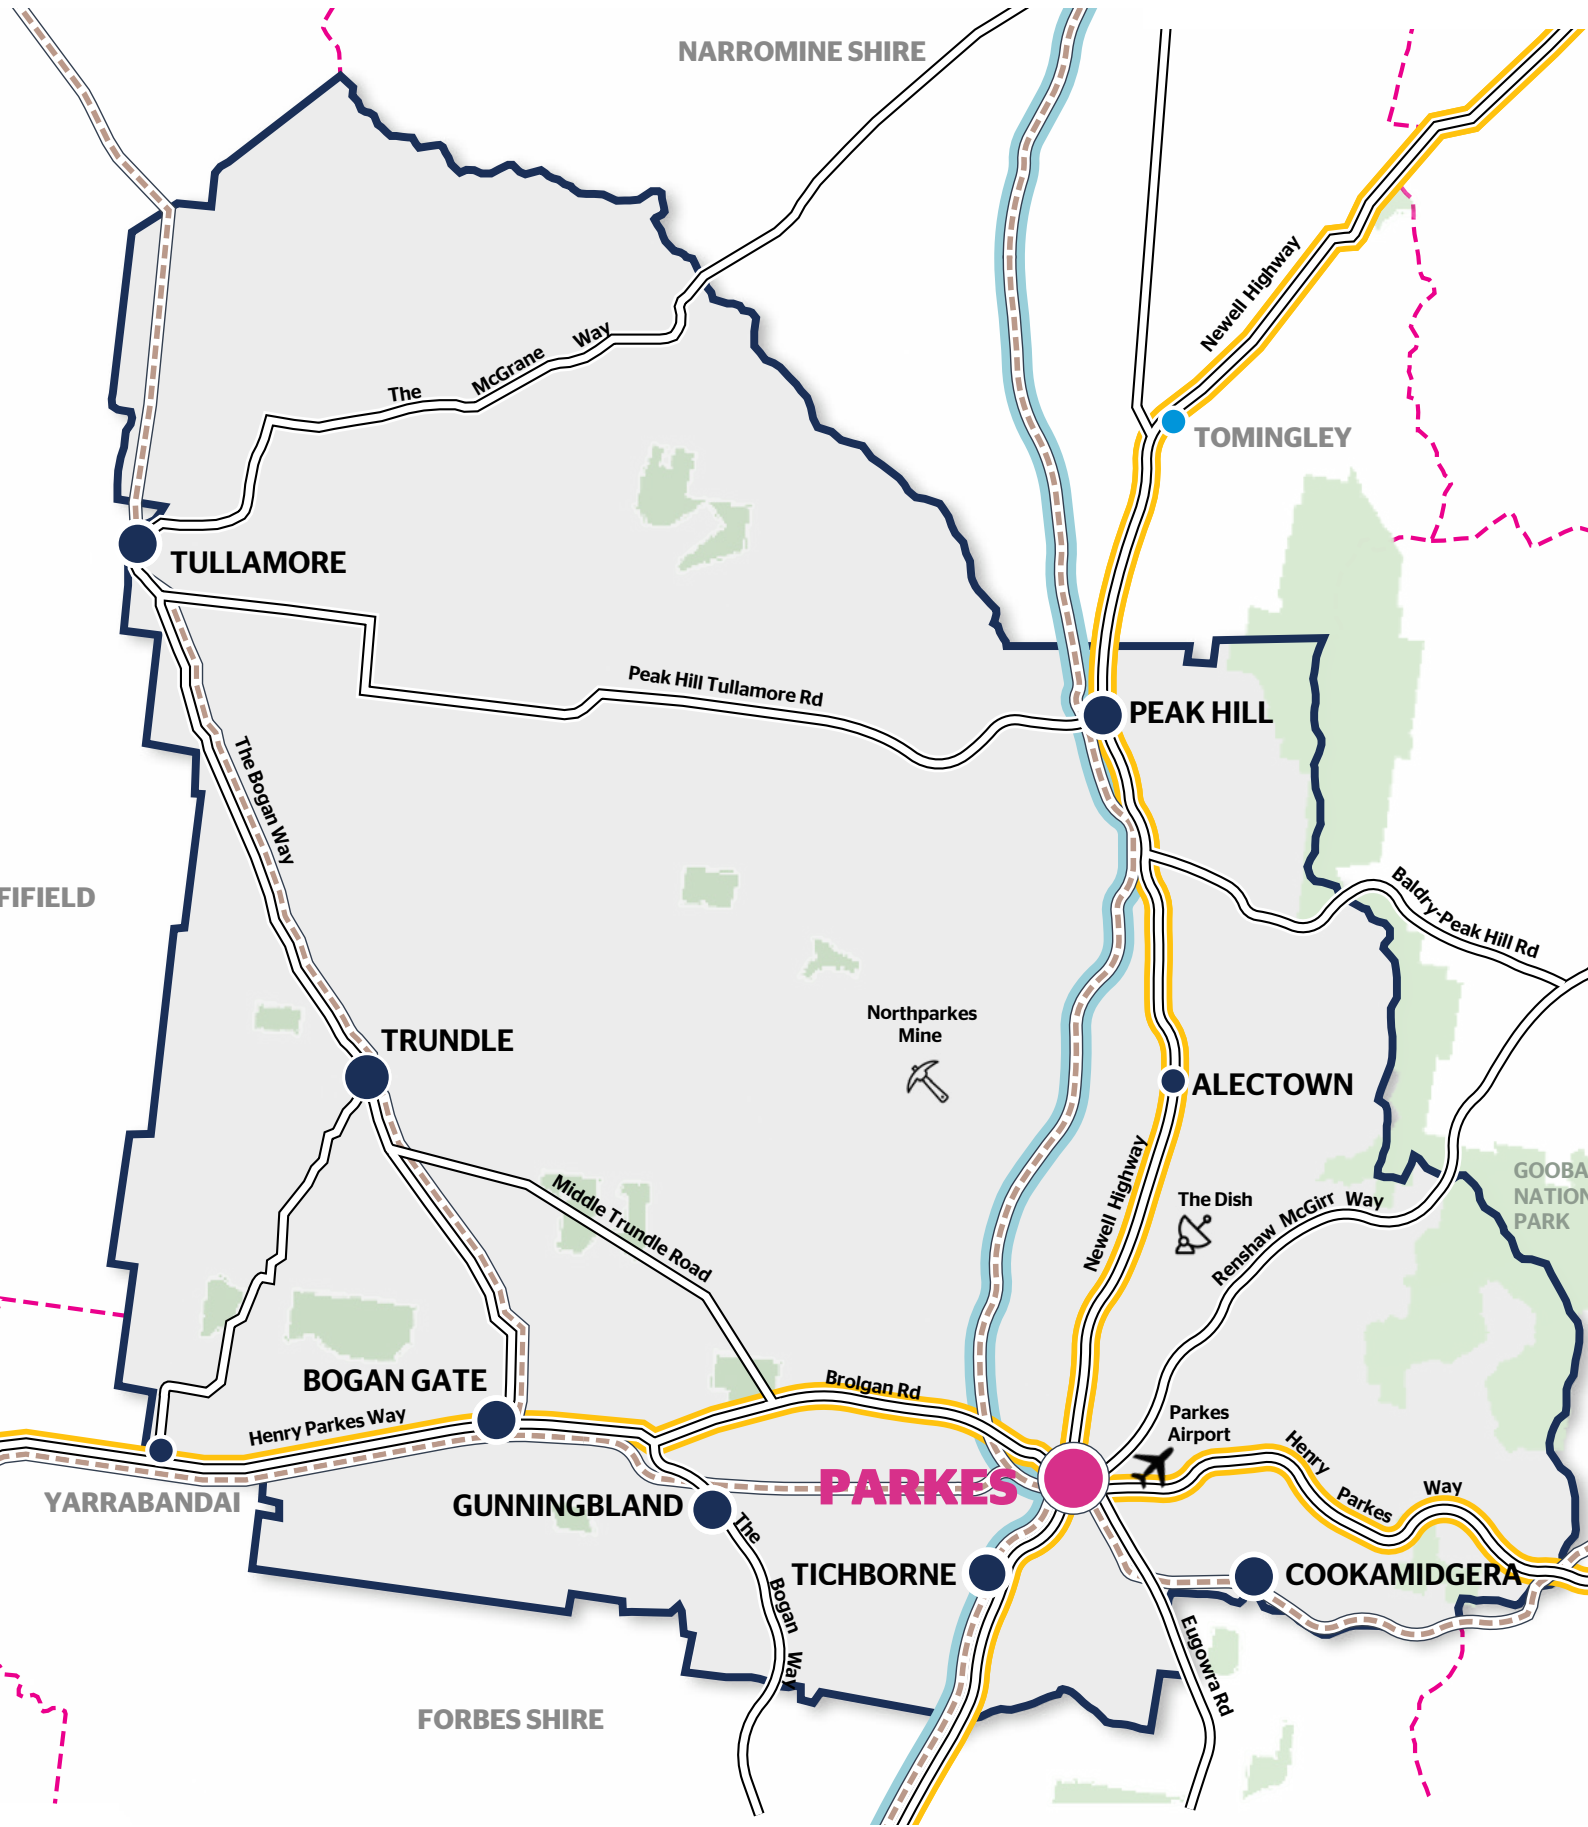 NARROMINE SHIRE
Newell Highway
The McGrane Way
TOMINGLEY
TULLAMORE
Peak Hill Tullamore Rd
PEAK HILL
The Bogan Way
FIFIELD
Baldry-Peak Hill Rd
Northparkes
Mine
TRUNDLE
ALECTOWN
Newell Highway
The Dish
Renshaw McGirr Way
GOOBA
NATION
PARK
Middle Trundle Road
BOGAN GATE
Brolgan Rd
Henry Parkes Way
Parkes
Airport
Henry Parkes Way
PARKES
YARRABANDAI
GUNNINGBLAND
The Bogan Way
TICHBORNE
COOKAMIDGERA
Eugowra Rd
FORBES SHIRE